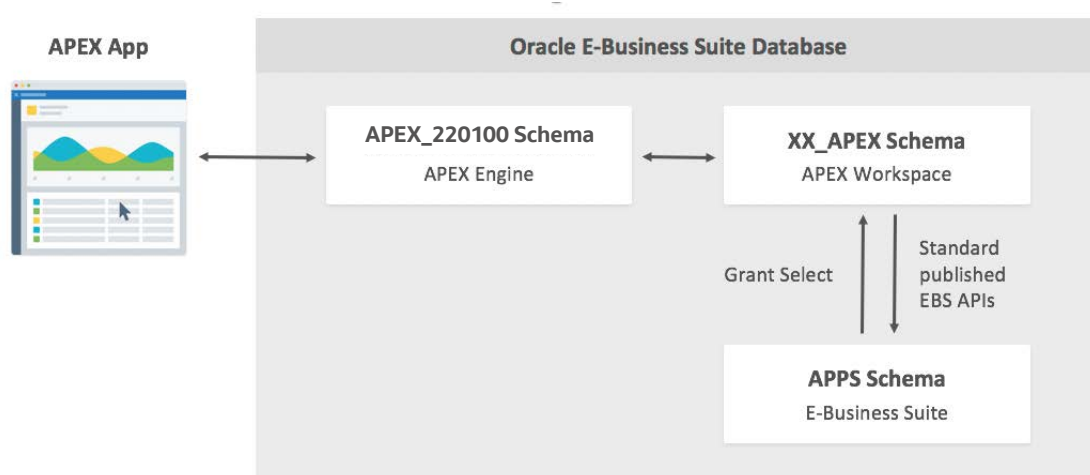 APEX App
Oracle E-Business Suite Database
APEX_220100 Schema
APEX Engine
XX_APEX Schema
APEX Workspace
Grant Select
Standard
published
EBS APIs
APPS Schema
E-Business Suite